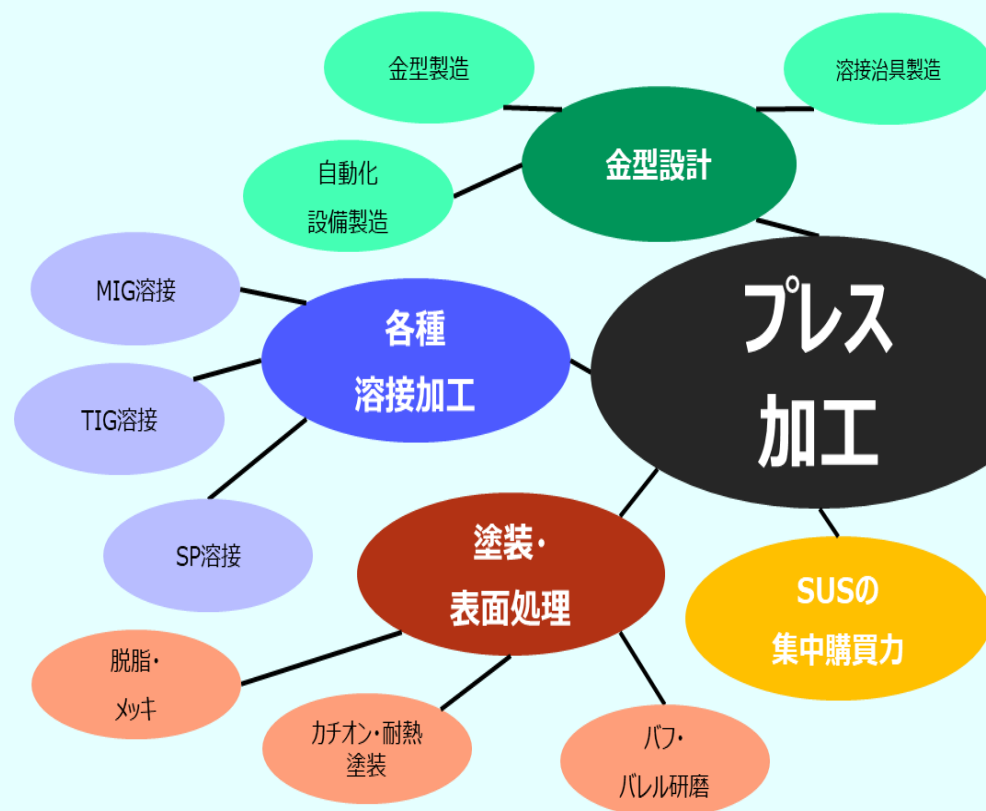 金型製造
溶接治具製造
金型設計
自動化
設備製造
MIG溶接
各種
溶接加工
プレス
加工
TIG溶接
SP溶接
塗装・
表面処理
SUSの
集中購買力
脱脂・
メッキ
カチオン・耐熱
塗装
バフ・
バレル研磨